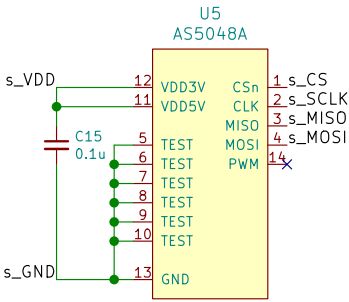 U5
AS5048A
s_VDD 12 VDD3V CSn 1 s_CS
11 VDD5V CLK 2 s_SCLK
MISO 3 s_MISO
C15 5 TEST MOSI 4 s_MOSI
0.1u 6 TEST PWM 14
7 TEST
8 TEST
9 TEST
10 TEST
s_GND 13 GND